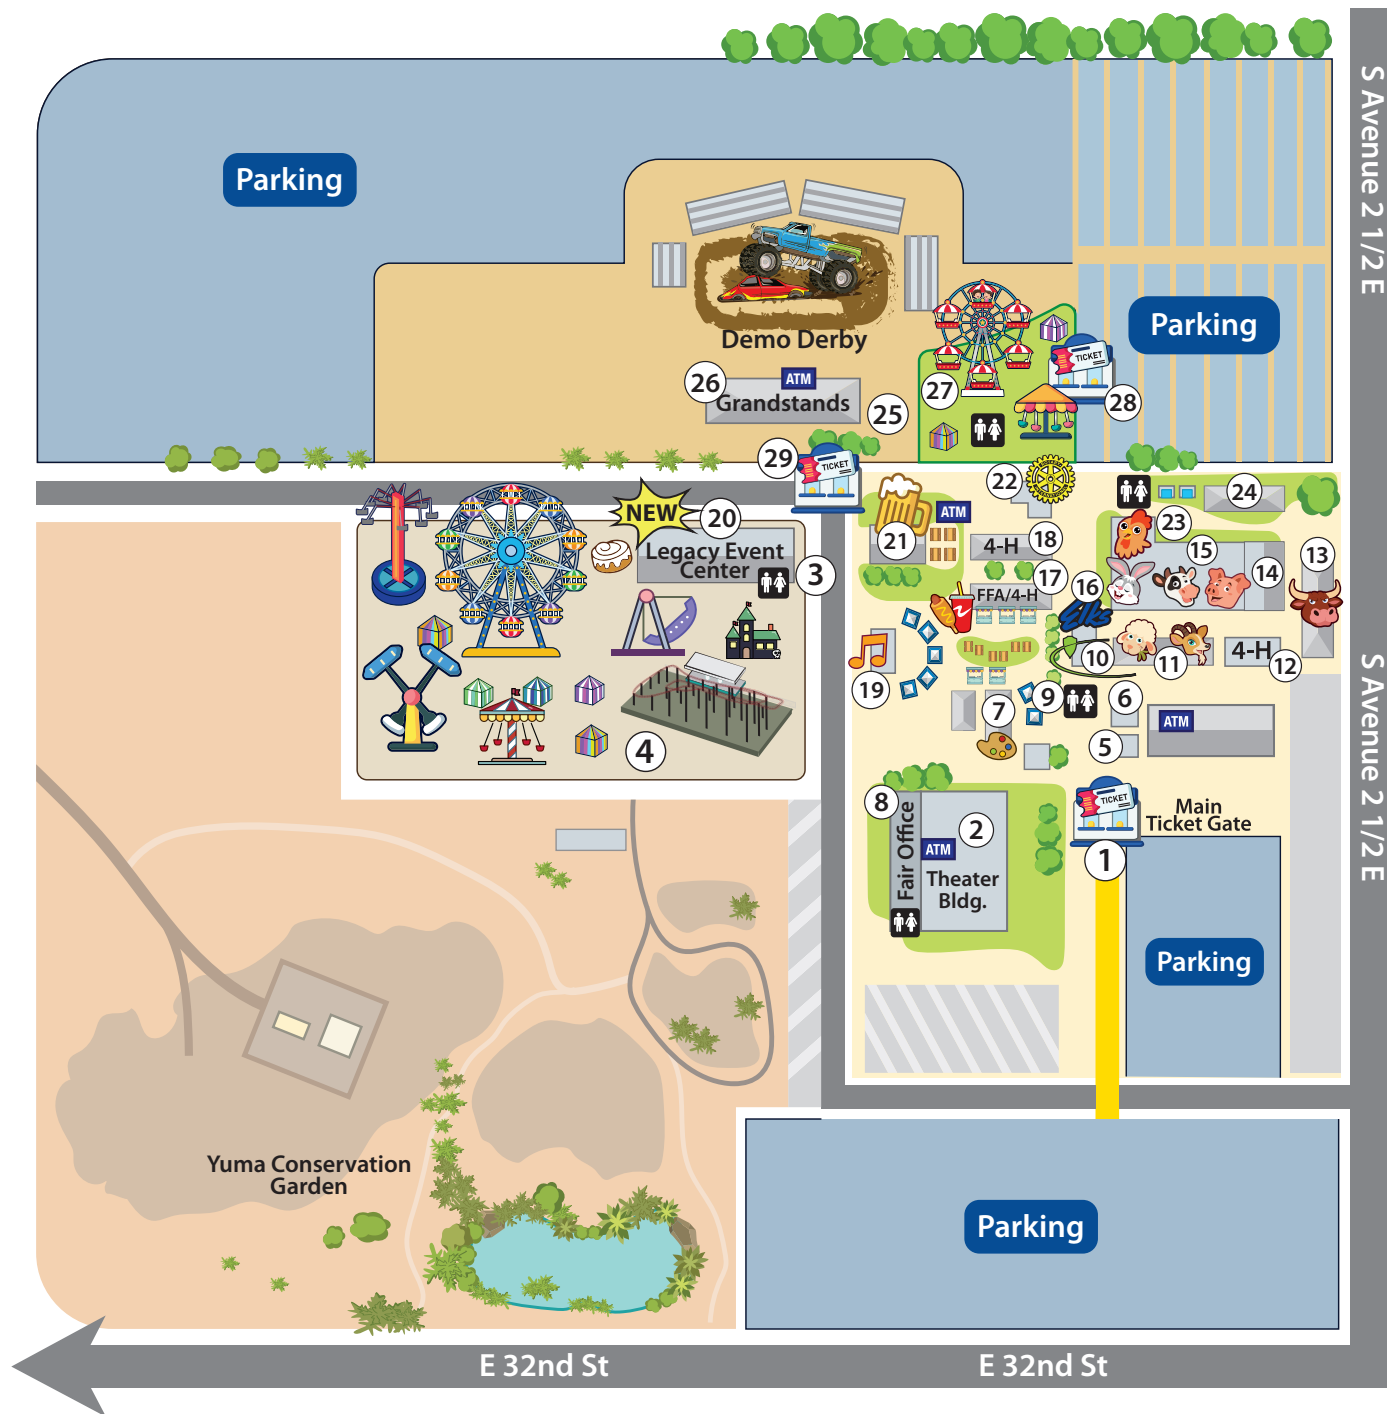 S Avenue 2 1/2 E
Parking
Parking
Demo Derby
26
ATM
Grandstands
25
27
TICKET
28
29
TICKET
22
24
NEW
20
Legacy Event
Center
3
21
ATM
4-H
18
23
15
14
13
17
FFA/4-H
16
Elks
N
19
10
11
4-H
12
7
9
6
ATM
5
4
S Avenue 2 1/2 E
8
Fair Office
ATM
2
Theater
Bldg.
TICKET
1
Main
Ticket Gate
Parking
Yuma Conservation
Garden
Parking
E 32nd St
E 32nd St